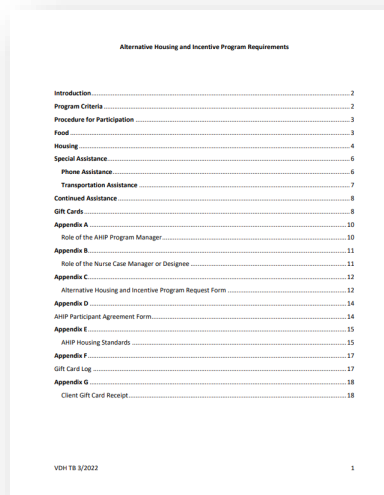 Alternative Housing and Incentive Program Requirements
Introduction 2
Program Criteria 2
Procedure for Participation 3
Food 3
Housing 4
Special Assistance 6
Phone Assistance 6
Transportation Assistance 7
Continued Assistance 8
Gift Cards 8
Appendix A 10
Role of the AHIP Program Manager 10
Appendix B 11
Role of the Nurse Case Manager or Designee 11
Appendix C 12
Alternative Housing and Incentive Program Request Form 12
Appendix D 14
AHIP Participant Agreement Form 14
Appendix E 15
AHIP Housing Standards 15
Appendix F 17
Gift Card Log 17
Appendix G 18
Client Gift Card Receipt 18
VDH TB 3/2022 1